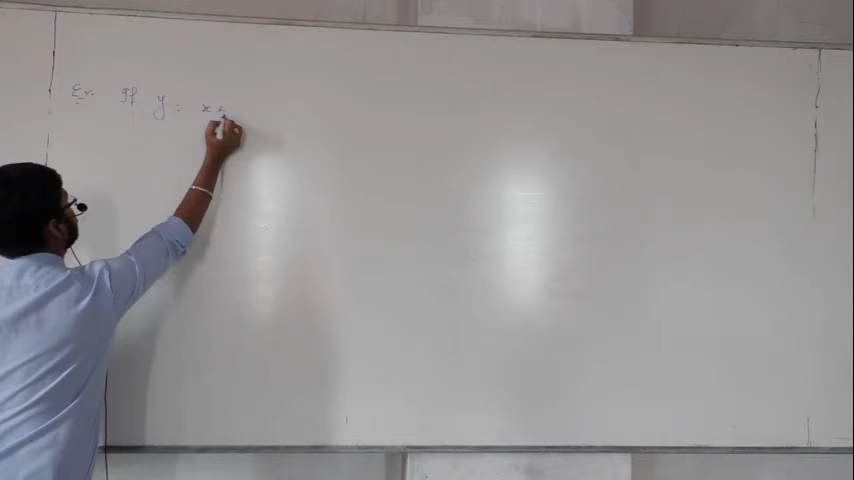 Ex. If y = x +